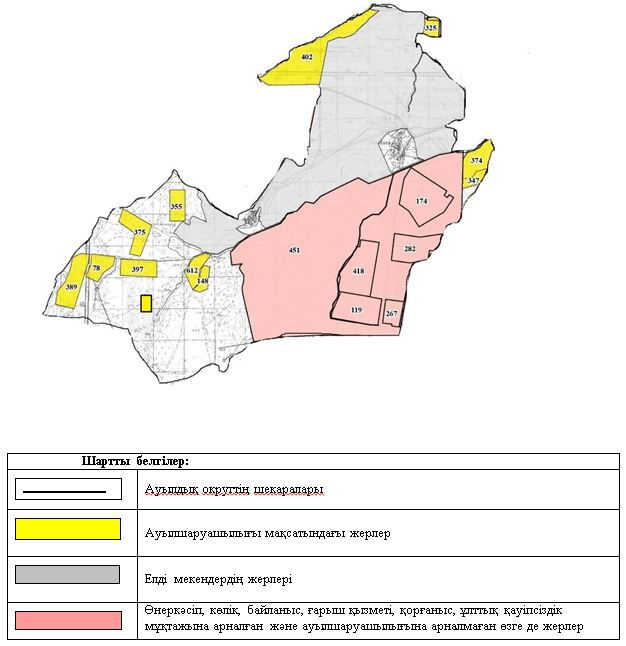 325
402
374
347
174
355
375
451
282
78
397
612
148
418
389
119
267
Шартты белгілер:
Ауылдық округтің шекаралары
Ауылшаруашылығы мақсатындағы жерлер
Елді мекендердің жерлері
Өнеркәсіп, көлік, байланыс, ғарыш қызметі, қорғаныс, ұлттық қауіпсіздік
мұқтажына арналған және ауылшаруашылығына арналмаған өзге де жерлер